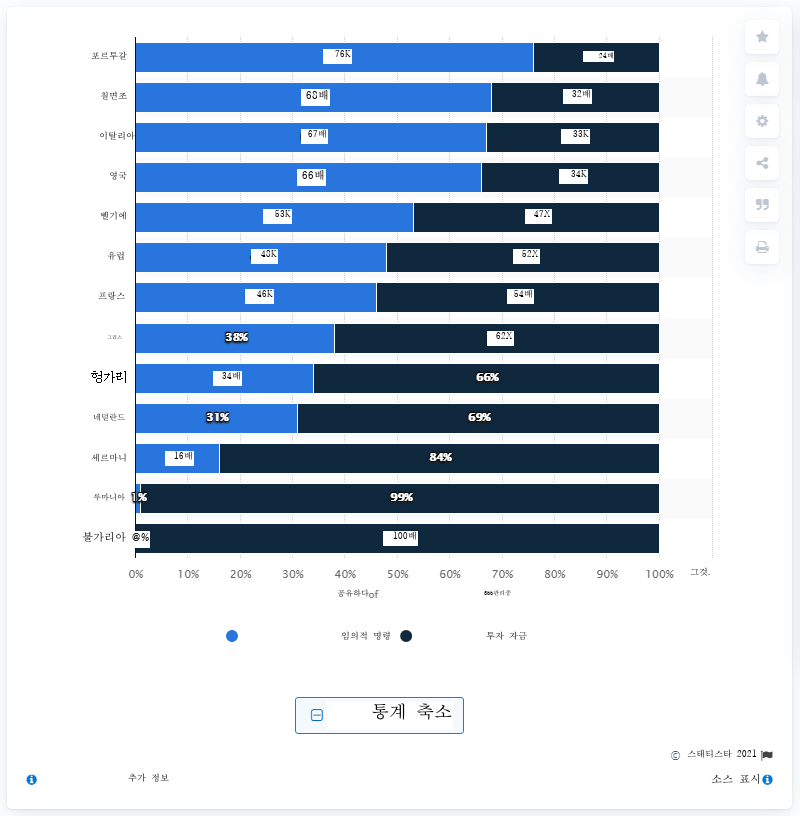 포르투갈 76K 24배
칠면조 68배 32배
이탈리아 67배 33K
영국 66배 34K
벨기에 53K 47X
유럽 43K 52X
프랑스 46K 54배
38% 62X
헝가리 34배 66%
네덜란드 31% 69%
세르마니 16배 84%
루마니아 1% 99%
불가리아 @% 100배
0% 10% 20% 30% 40% 50% 60% 70% 80% 90% 100% 그것.
공유하다of
임의적 명령 투자 자금
통계 축소
© 스태티스타 2021
추가 정보 소스 표시